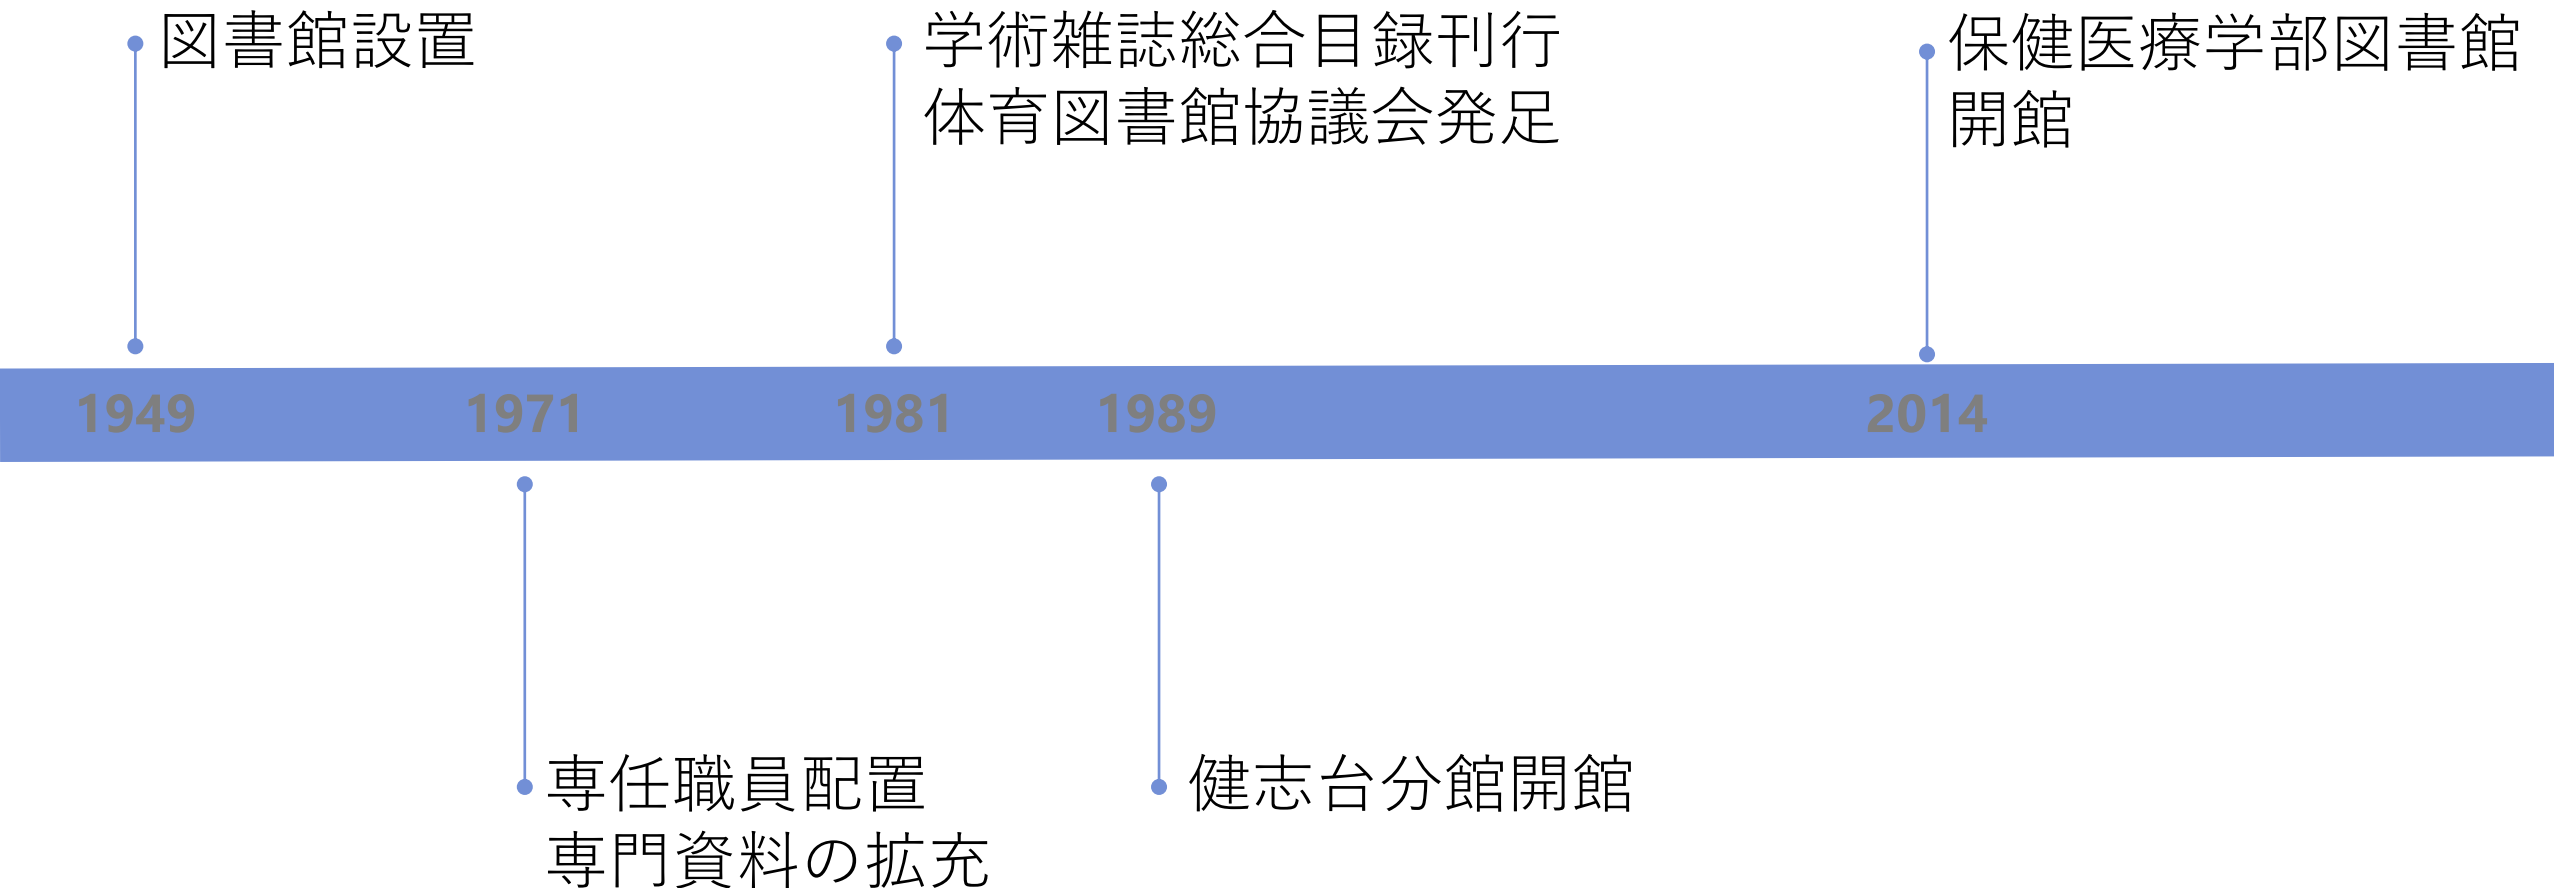 図書館設置
学術雑誌総合目録刊行
体育図書館協議会発足
保健医療学部図書館
開館
1949
1971
1981
1989
2014
専任職員配置
専門資料の拡充
健志台分館開館